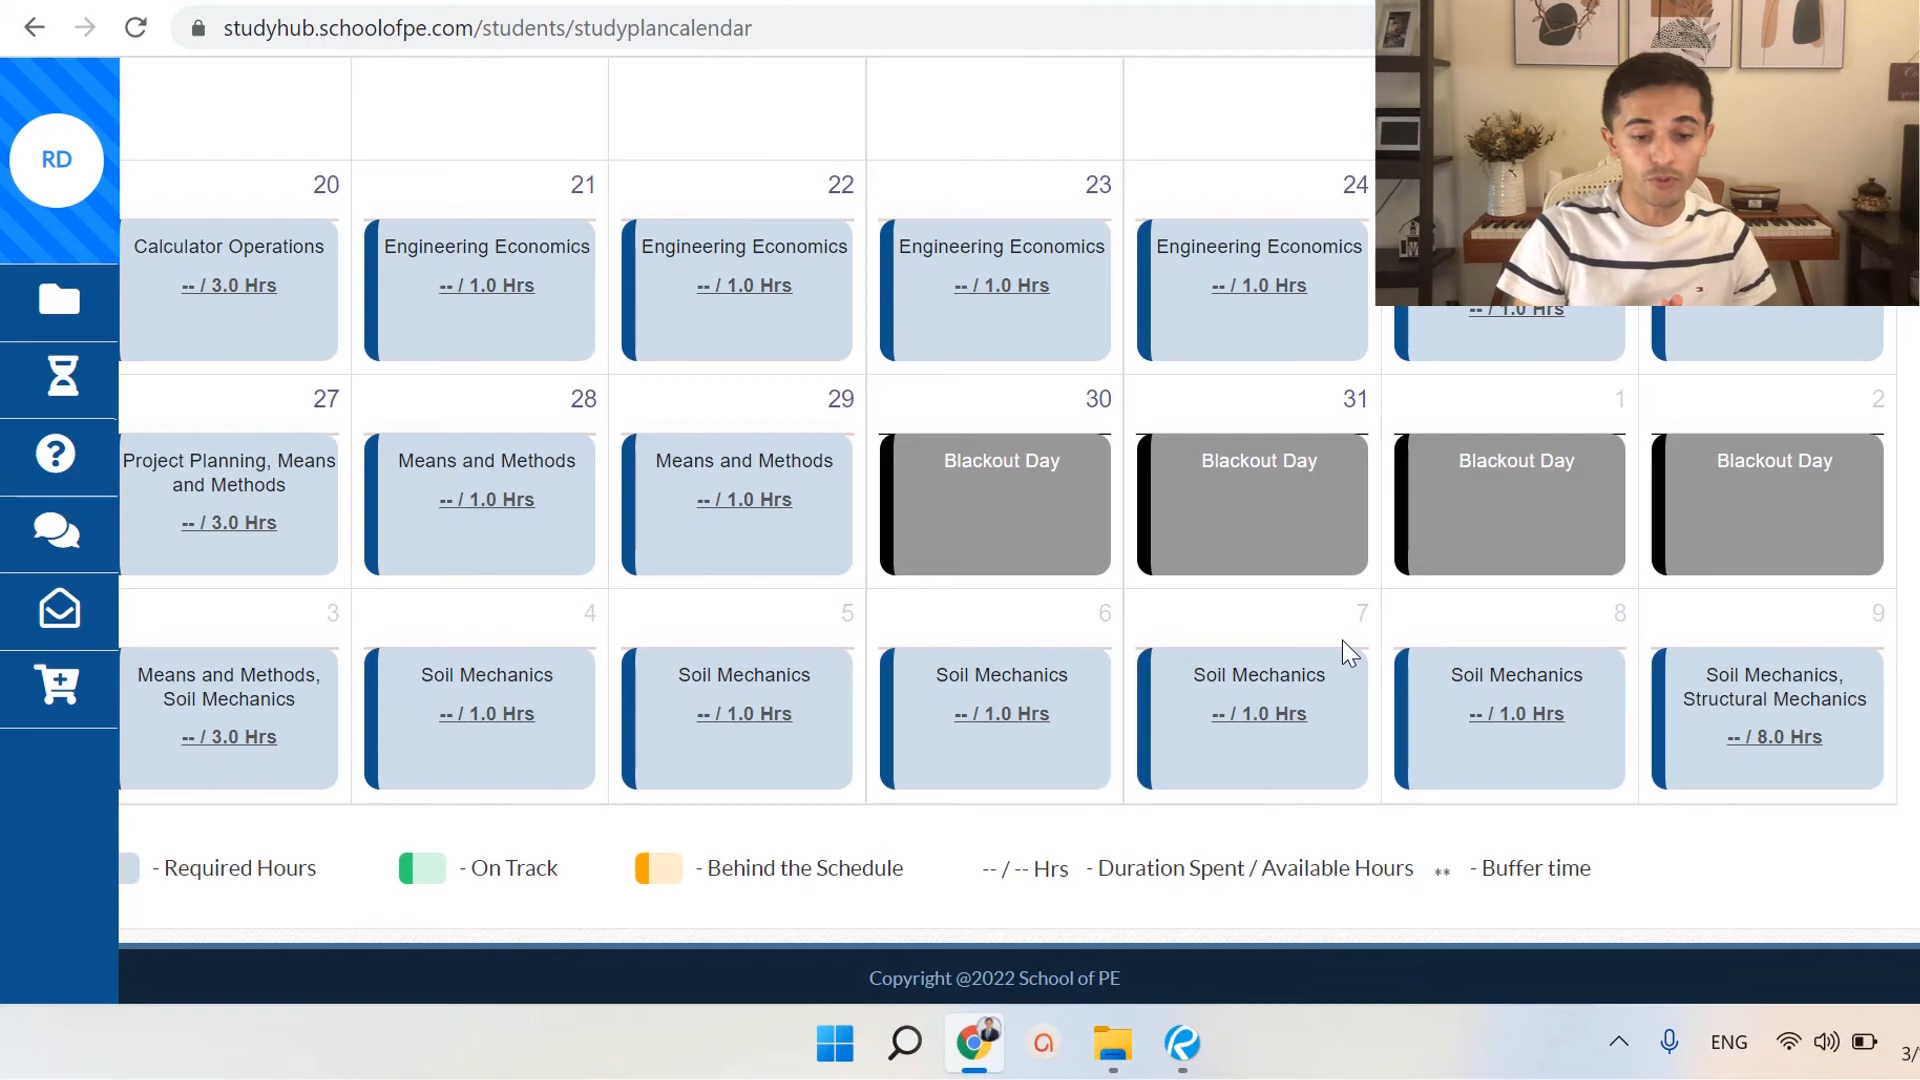 studyhub.schoolofpe.com/students/studyplancalendar
RD
20 21 22 23 24
Calculator Operations
-- / 3.0 Hrs
Engineering Economics
-- / 1.0 Hrs
Engineering Economics
-- / 1.0 Hrs
Engineering Economics
-- / 1.0 Hrs
Engineering Economics
-- / 1.0 Hrs
-- / 1.0 Hrs
27 28 29 30 31 1 2
Project Planning, Means
and Methods
-- / 3.0 Hrs
Means and Methods
-- / 1.0 Hrs
Means and Methods
-- / 1.0 Hrs
Blackout Day
Blackout Day
Blackout Day
Blackout Day
3 4 5 6 7 8 9
Means and Methods,
Soil Mechanics
-- / 3.0 Hrs
Soil Mechanics
-- / 1.0 Hrs
Soil Mechanics
-- / 1.0 Hrs
Soil Mechanics
-- / 1.0 Hrs
Soil Mechanics
-- / 1.0 Hrs
Soil Mechanics
-- / 1.0 Hrs
Soil Mechanics,
Structural Mechanics
-- / 8.0 Hrs
- Required Hours - On Track - Behind the Schedule -- / -- Hrs - Duration Spent / Available Hours ** - Buffer time
Copyright @2022 School of PE
ENG
3/